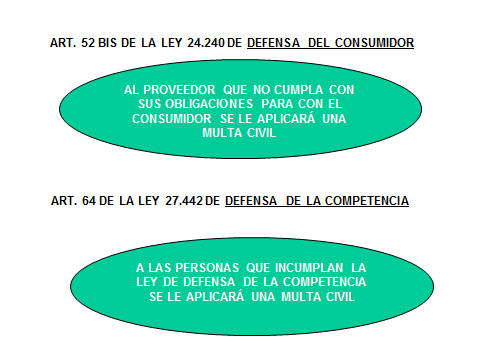 ART. 52 BIS DE LA LEY 24.240 DE DEFENSA DEL CONSUMIDOR
AL PROVEEDOR QUE NO CUMPLA CON
SUS OBLIGACIONES PARA CON EL
CONSUMIDOR SE LE APLICARÁ UNA
MULTA CIVIL
ART. 64 DE LA LEY 27.442 DE DEFENSA DE LA COMPETENCIA
A LAS PERSONAS QUE INCUMPLAN LA
LEY DE DEFENSA DE LA COMPETENCIA
SE LE APLICARÁ UNA MULTA CIVIL